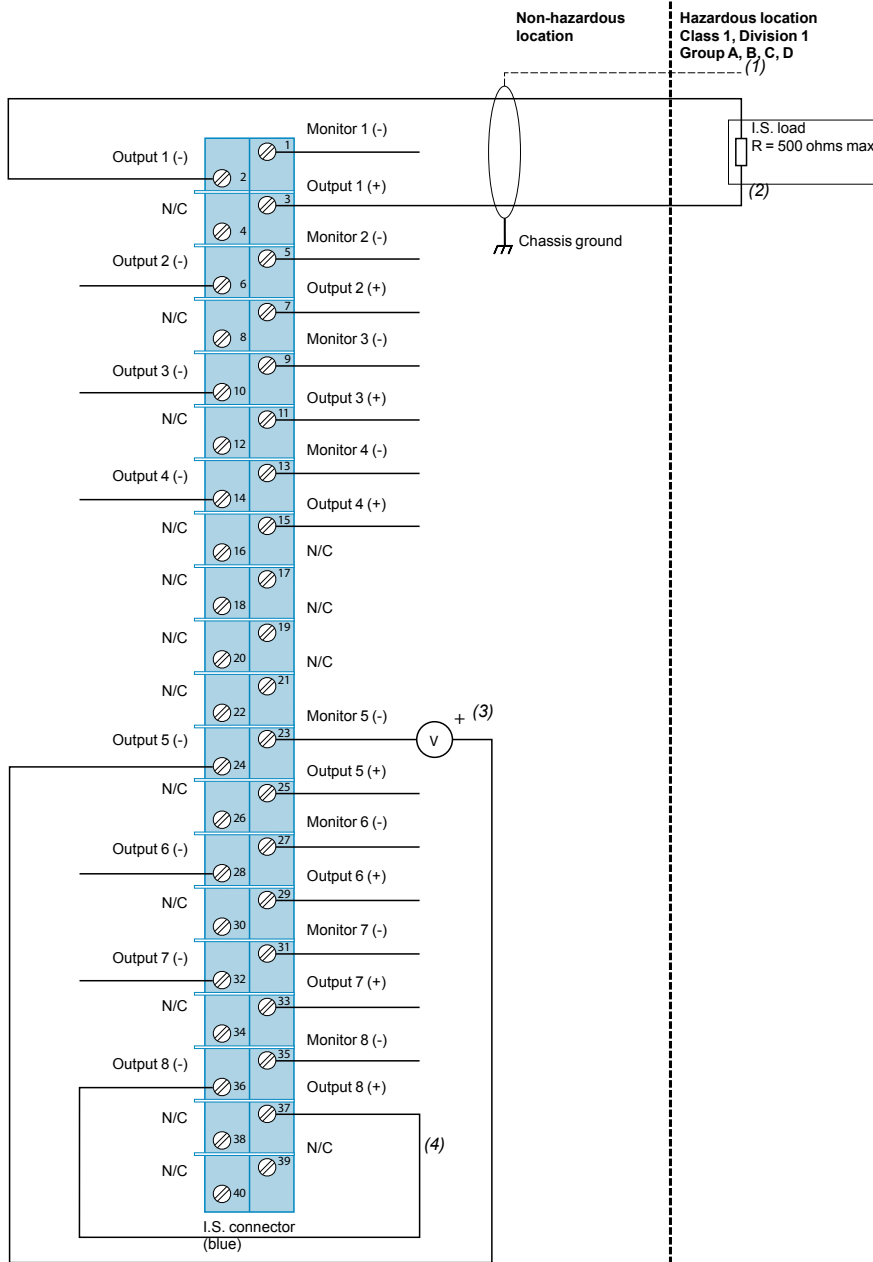 Non-hazardous
location
Hazardous location
Class 1, Division 1
Group A, B, C, D
(1)
I.S. load
R = 500 ohms max
(2)
Chassis ground
Monitor 1 (-)
1
Output 1 (-)
2
Output 1 (+)
3
N/C
4
Monitor 2 (-)
5
Output 2 (-)
6
Output 2 (+)
7
N/C
8
Monitor 3 (-)
9
Output 3 (-)
10
Output 3 (+)
11
N/C
12
Monitor 4 (-)
13
Output 4 (-)
14
Output 4 (+)
15
N/C
16
N/C
17
N/C
18
N/C
19
N/C
20
N/C
21
N/C
22
Monitor 5 (-)
23
V
+
(3)
Output 5 (-)
24
Output 5 (+)
25
N/C
26
Monitor 6 (-)
27
Output 6 (-)
28
Output 6 (+)
29
N/C
30
Monitor 7 (-)
31
Output 7 (-)
32
Output 7 (+)
33
N/C
34
Monitor 8 (-)
35
Output 8 (-)
36
Output 8 (+)
37
N/C
38
(4)
N/C
39
N/C
40
I.S. connector
(blue)